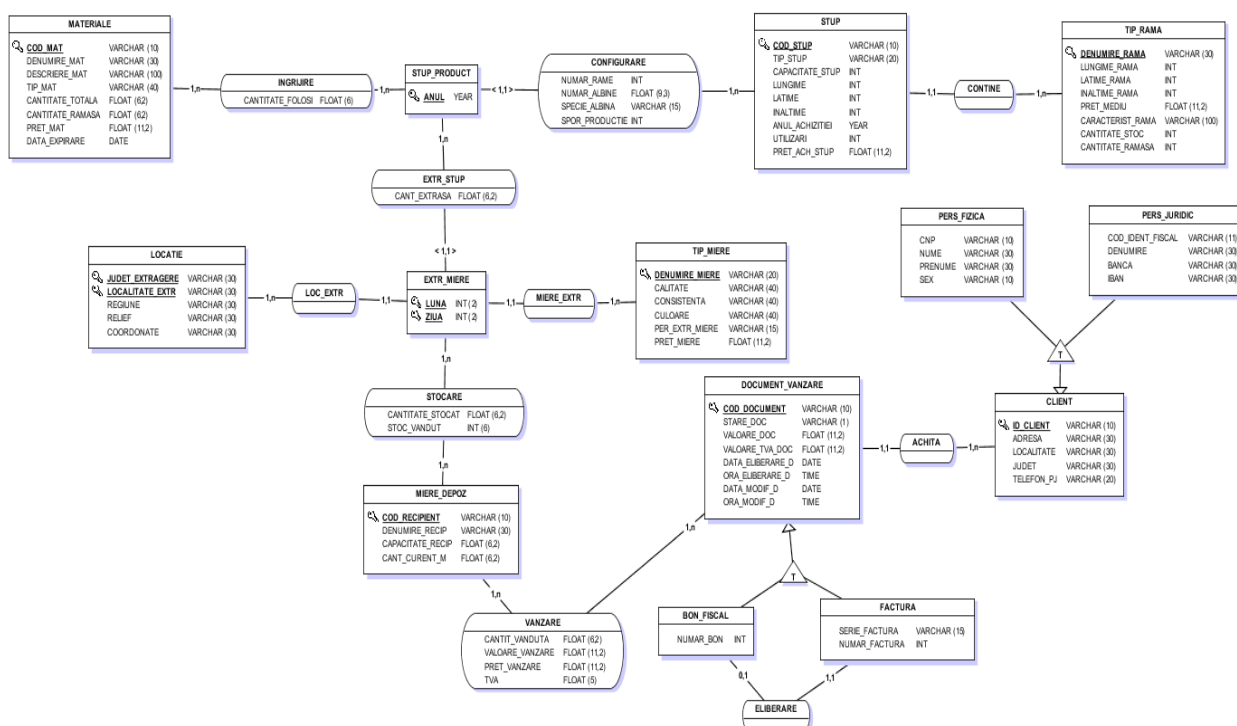 MATERIALE
COD_MAT VARCHAR (10)
DENUMIRE_MAT VARCHAR (30)
DESCRIERE_MAT VARCHAR (100)
TIP_MAT VARCHAR (40)
CANTITATE_TOTALA FLOAT (6,2)
CANTITATE_RAMASA FLOAT (6,2)
PRET_MAT FLOAT (11,2)
DATA_EXPIRARE DATE
1,n
INGRIJIRE
CANTITATE_FOLOSI FLOAT (6)
1,n
STUP_PRODUCT
ANUL YEAR
< 1,1 >
CONFIGURARE
NUMAR_RAME INT
NUMAR_ALBINE FLOAT (9,3)
SPECIE_ALBINA VARCHAR (15)
SPOR_PRODUCTIE INT
1,n
STUP
COD_STUP VARCHAR (10)
TIP_STUP VARCHAR (20)
CAPACITATE_STUP INT
LUNGIME INT
LATIME INT
INALTIME INT
ANUL_ACHIZITIEI YEAR
UTILIZARI INT
PRET_ACH_STUP FLOAT (11,2)
1,1
CONTINE
1,n
TIP_RAMA
DENUMIRE_RAMA VARCHAR (30)
LUNGIME_RAMA INT
LATIME_RAMA INT
INALTIME_RAMA INT
PRET_MEDIU FLOAT (11,2)
CARACTERIST_RAMA VARCHAR (100)
CANTITATE_STOC INT
CANTITATE_RAMASA INT
1,n
EXTR_STUP
CANT_EXTRASA FLOAT (6,2)
< 1,1 >
PERS_FIZICA
CNP VARCHAR (10)
NUME VARCHAR (30)
PRENUME VARCHAR (30)
SEX VARCHAR (10)
PERS_JURIDIC
COD_IDENT_FISCAL VARCHAR (11
DENUMIRE VARCHAR (30
BANCA VARCHAR (30
IBAN VARCHAR (30
LOCATIE
JUDET_EXTRAGERE VARCHAR (30)
LOCALITATE_EXTR VARCHAR (30)
REGIUNE VARCHAR (30)
RELIEF VARCHAR (30)
COORDONATE VARCHAR (30)
1,n
LOC_EXTR
1,1
EXTR_MIERE
LUNA INT (2)
ZIUA INT (2)
1,1
MIERE_EXTR
1,n
TIP_MIERE
DENUMIRE_MIERE VARCHAR (20)
CALITATE VARCHAR (40)
CONSISTENTA VARCHAR (40)
CULOARE VARCHAR (40)
PER_EXTR_MIERE VARCHAR (15)
PRET_MIERE FLOAT (11,2)
T
1,n
STOCARE
CANTITATE_STOCAT FLOAT (6,2)
STOC_VANDUT INT (6)
1,n
DOCUMENT_VANZARE
COD_DOCUMENT VARCHAR (10)
STARE_DOC VARCHAR (1)
VALOARE_DOC FLOAT (11,2)
VALOARE_TVA_DOC FLOAT (11,2)
DATA_ELIBERARE_D DATE
ORA_ELIBERARE_D TIME
DATA_MODIF_D DATE
ORA_MODIF_D TIME
1,1
ACHITA
1,n
CLIENT
ID_CLIENT VARCHAR (10)
ADRESA VARCHAR (30)
LOCALITATE VARCHAR (30)
JUDET VARCHAR (30)
TELEFON_PJ VARCHAR (20)
MIERE_DEPOZ
COD_RECIPIENT VARCHAR (10)
DENUMIRE_RECIP VARCHAR (30)
CAPACITATE_RECIP FLOAT (6,2)
CANT_CURENT_M FLOAT (6,2)
1,n
1,n
T
VANZARE
CANTIT_VANDUTA FLOAT (6,2)
VALOARE_VANZARE FLOAT (11,2)
PRET_VANZARE FLOAT (11,2)
TVA FLOAT (5)
BON_FISCAL
NUMAR_BON INT
FACTURA
SERIE_FACTURA VARCHAR (15)
NUMAR_FACTURA INT
0,1
1,1
ELIBERARE